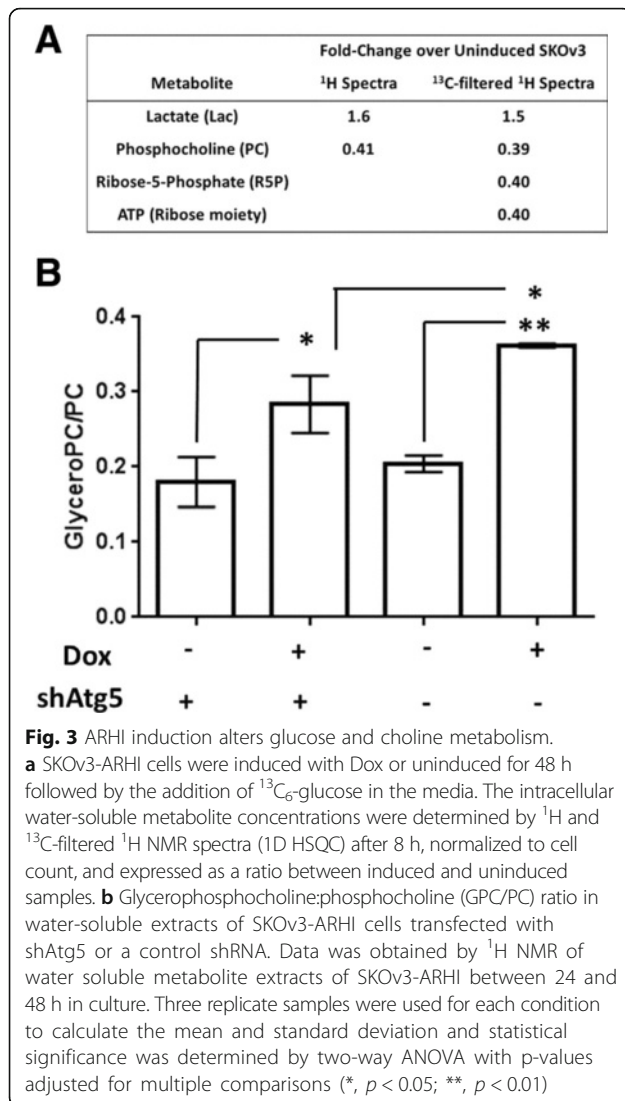 A
Fold-Change over Uninduced SKOv3
Metabolite ¹H Spectra ¹³C-filtered ¹H Spectra
Lactate (Lac) 1.6 1.5
Phosphocholine (PC) 0.41 0.39
Ribose-5-Phosphate (R5P) 0.40
ATP (Ribose moiety) 0.40
B
GlyceroPC/PC
0.4
0.3
0.2
0.1
0.0
*
*
**
Dox - + - +
shAtg5 + + - -
Fig. 3 ARHI induction alters glucose and choline metabolism.
a SKOv3-ARHI cells were induced with Dox or uninduced for 48 h
followed by the addition of ¹³C₆-glucose in the media. The intracellular
water-soluble metabolite concentrations were determined by ¹H and
¹³C-filtered ¹H NMR spectra (1D HSQC) after 8 h, normalized to cell
count, and expressed as a ratio between induced and uninduced
samples. b Glycerophosphocholine:phosphocholine (GPC/PC) ratio in
water-soluble extracts of SKOv3-ARHI cells transfected with
shAtg5 or a control shRNA. Data was obtained by ¹H NMR of
water soluble metabolite extracts of SKOv3-ARHI between 24 and
48 h in culture. Three replicate samples were used for each condition
to calculate the mean and standard deviation and statistical
significance was determined by two-way ANOVA with p-values
adjusted for multiple comparisons (*, p < 0.05; **, p < 0.01)